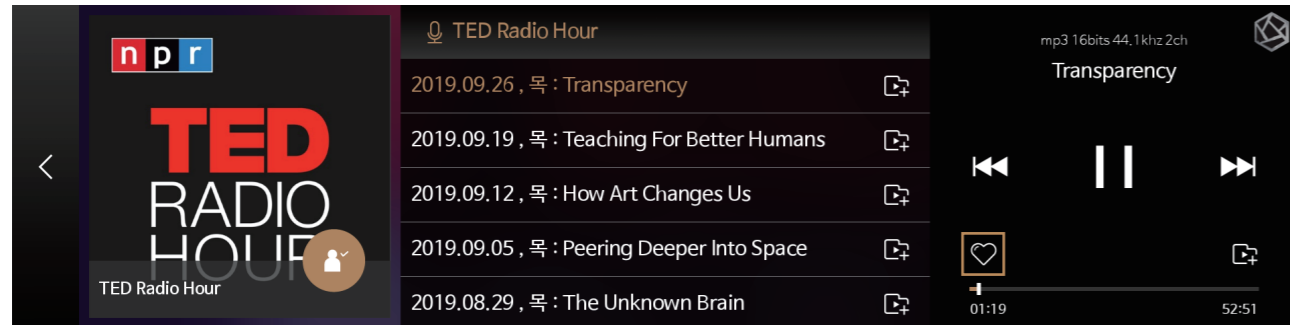 npr
TED
RADIO
HOUR
TED Radio Hour
TED Radio Hour
2019.09.26 , 목 : Transparency
2019.09.19 , 목 : Teaching For Better Humans
2019.09.12 , 목 : How Art Changes Us
2019.09.05 , 목 : Peering Deeper Into Space
2019.08.29 , 목 : The Unknown Brain
mp3 16bits 44.1khz 2ch
Transparency
01:19
52:51